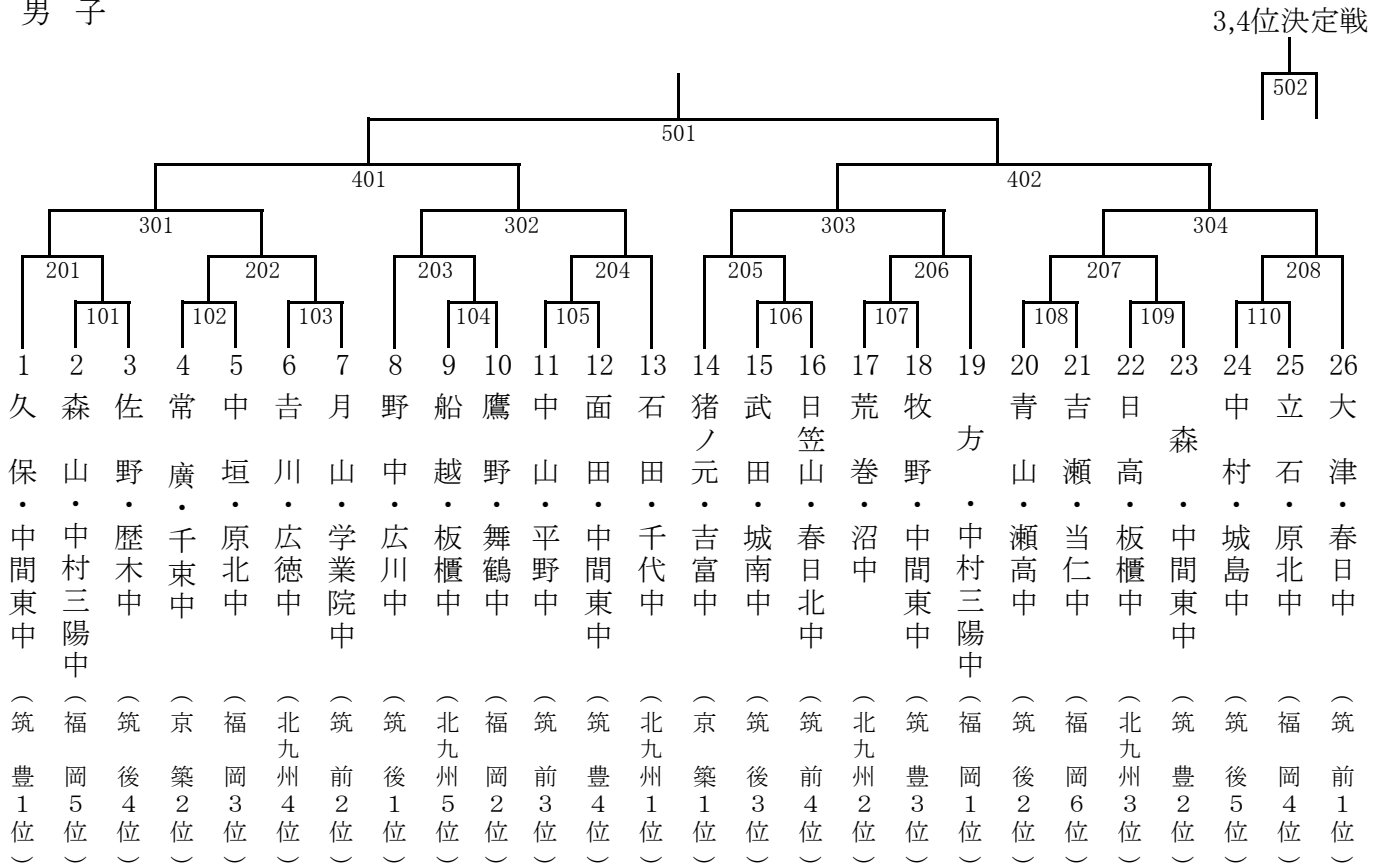 男 子
3,4位決定戦
502
501
401 402
301 302 303 304
201 202 203 204 205 206 207 208
101 102 103 104 105 106 107 108 109 110
1 久保・中間東中（筑豊１位）
2 森山・中村三陽中（福岡５位）
3 佐野・歴木中（筑後４位）
4 常廣・千束中（京築２位）
5 中垣・原北中（福岡３位）
6 𠮷川・広徳中（北九州４位）
7 月山・学業院中（筑前２位）
8 野中・広川中（筑後１位）
9 船越・板櫃中（北九州５位）
10 鷹野・舞鶴中（福岡２位）
11 中山・平野中（筑前３位）
12 面田・中間東中（筑豊４位）
13 石田・千代中（北九州１位）
14 猪ノ元・吉富中（京築１位）
15 武田・城南中（筑後３位）
16 日笠山・春日北中（筑前４位）
17 荒巻・沼中（北九州２位）
18 牧野・中間東中（筑豊３位）
19 方・中村三陽中（福岡１位）
20 青山・瀬高中（筑後２位）
21 吉瀬・当仁中（福岡６位）
22 日高・板櫃中（北九州３位）
23 森・中間東中（筑豊２位）
24 中村・城島中（筑後５位）
25 立石・原北中（福岡４位）
26 大津・春日中（筑前１位）